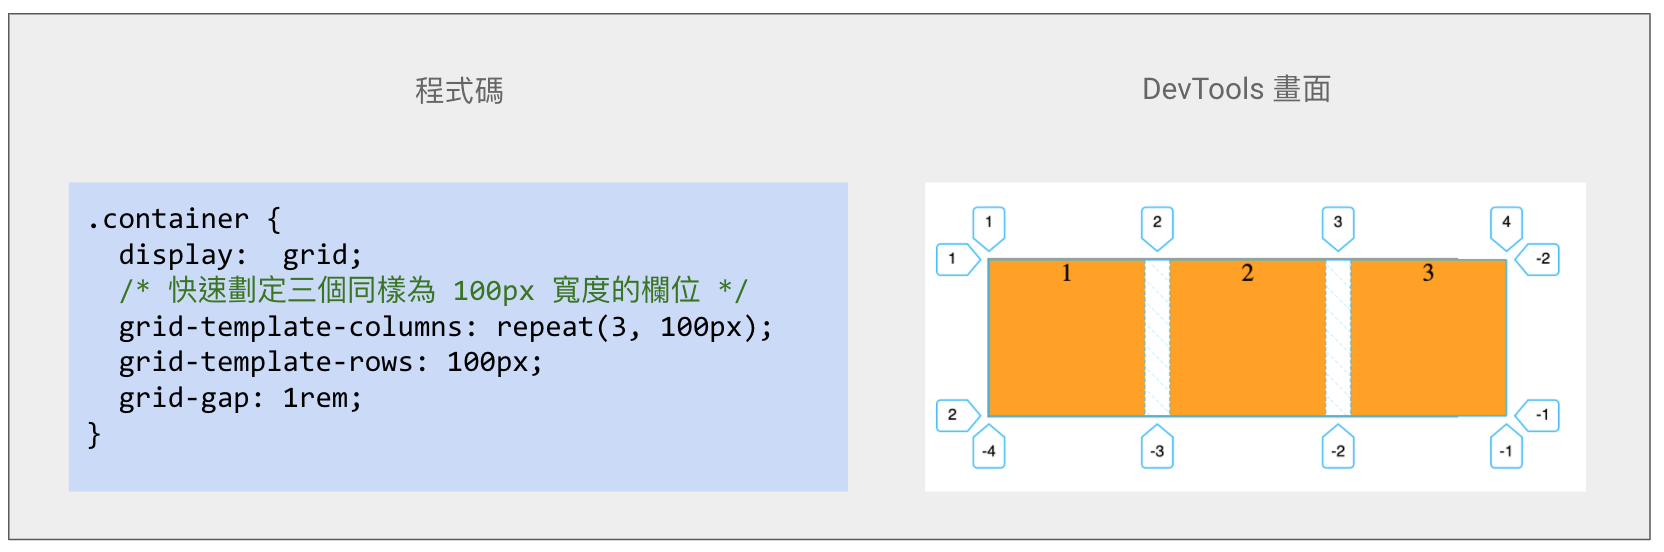 程式碼
DevTools 畫面
.container {
  display:  grid;
  /* 快速劃定三個同樣為 100px 寬度的欄位 */
  grid-template-columns: repeat(3, 100px);
  grid-template-rows: 100px;
  grid-gap: 1rem;
}
1 2 3 4
1 -2
1 2 3
2 -1
-4 -3 -2 -1